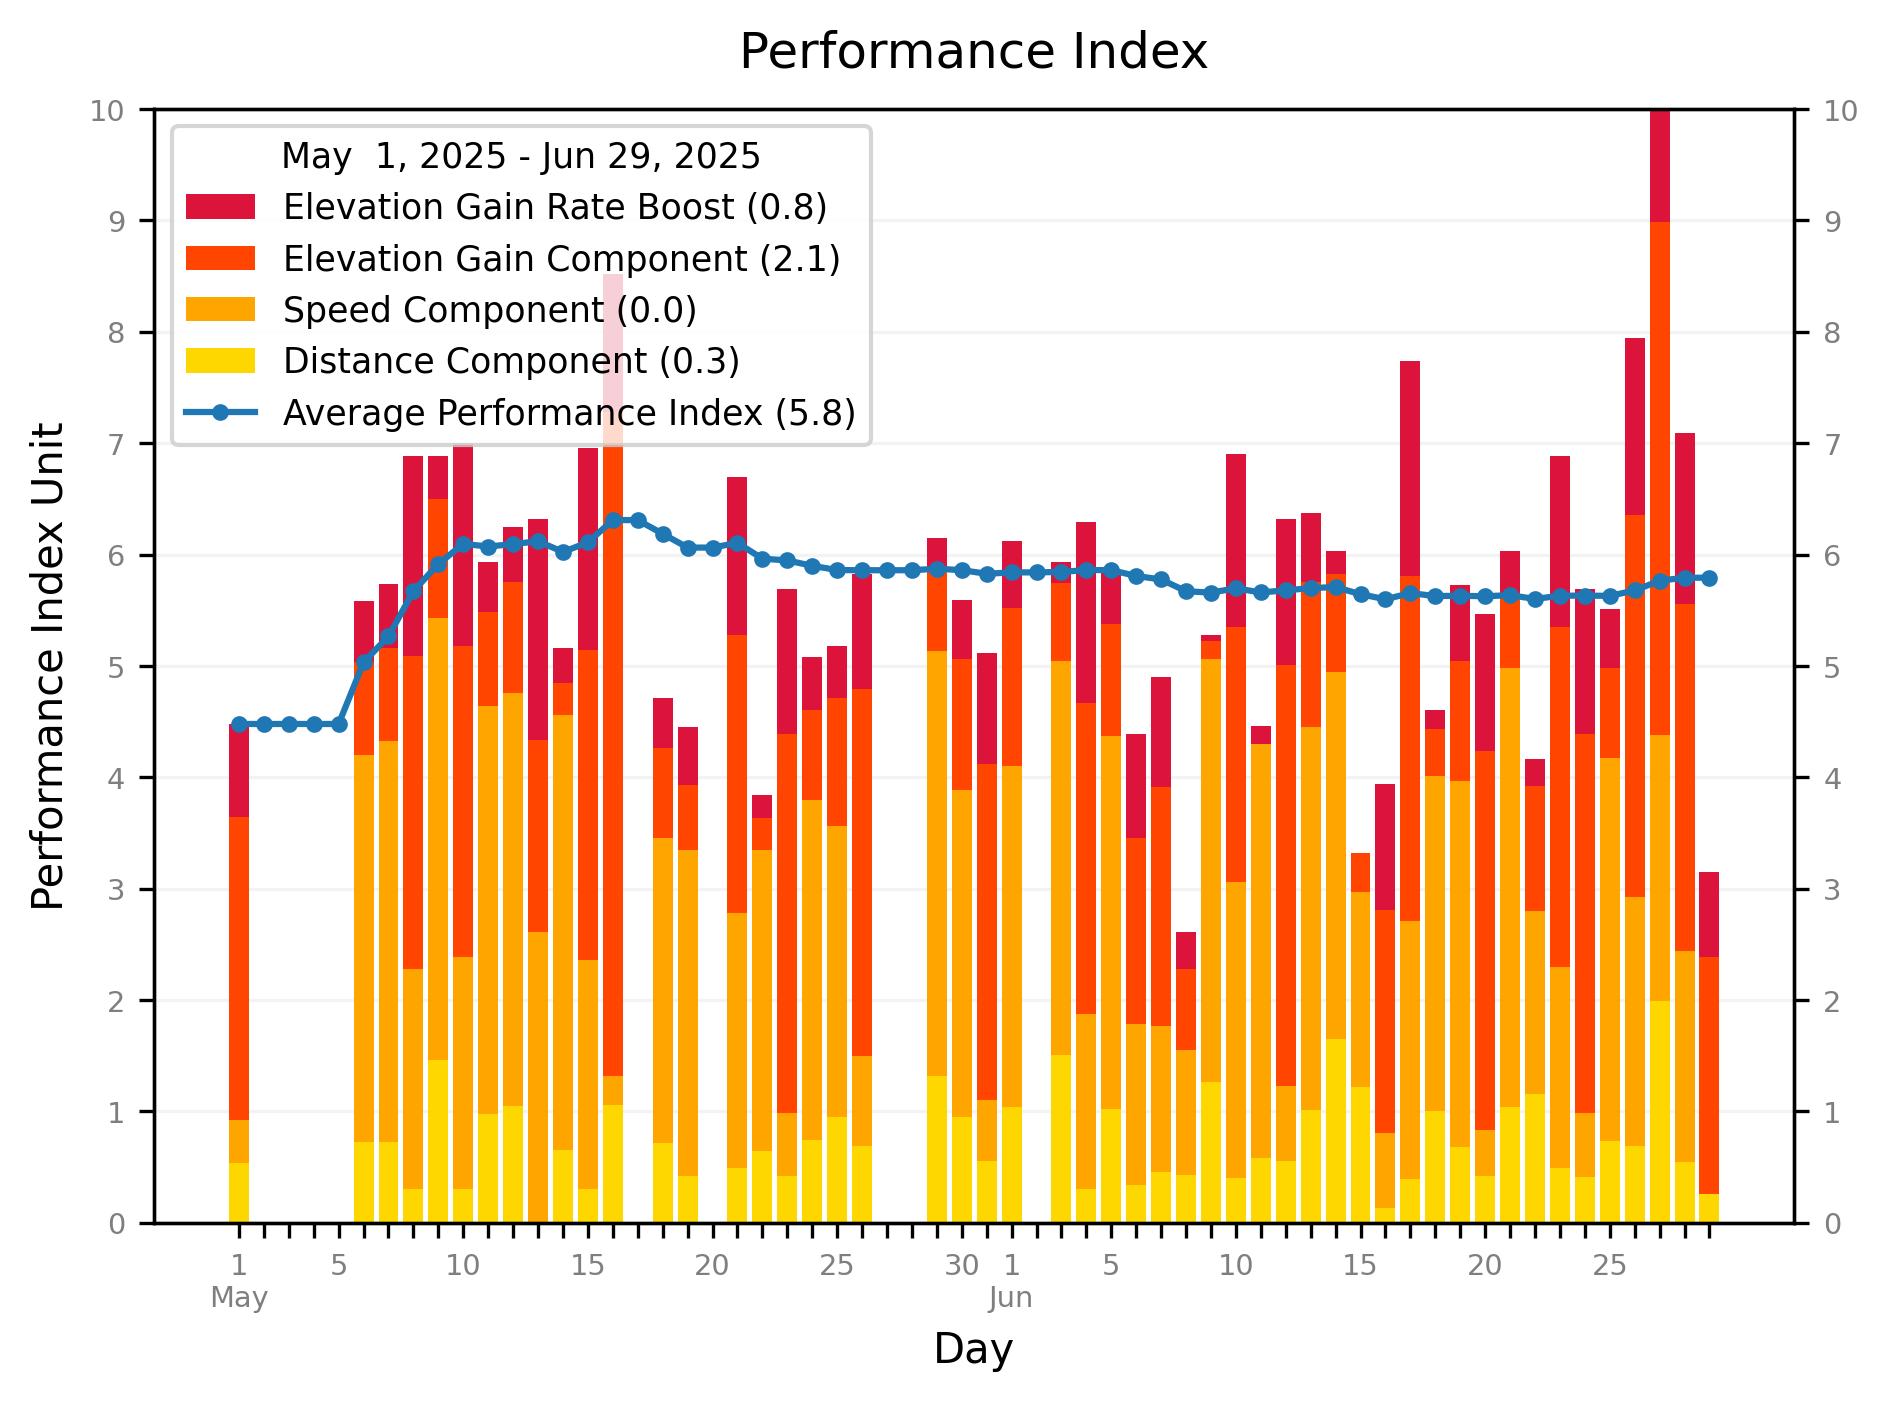 Performance Index
May  1, 2025 - Jun 29, 2025
Elevation Gain Rate Boost (0.8)
Elevation Gain Component (2.1)
Speed Component (0.0)
Distance Component (0.3)
Average Performance Index (5.8)
Performance Index Unit
10
9
8
7
6
5
4
3
2
1
0
10
9
8
7
6
5
4
3
2
1
0
1 5 10 15 20 25 30 1 5 10 15 20 25
May Jun
Day